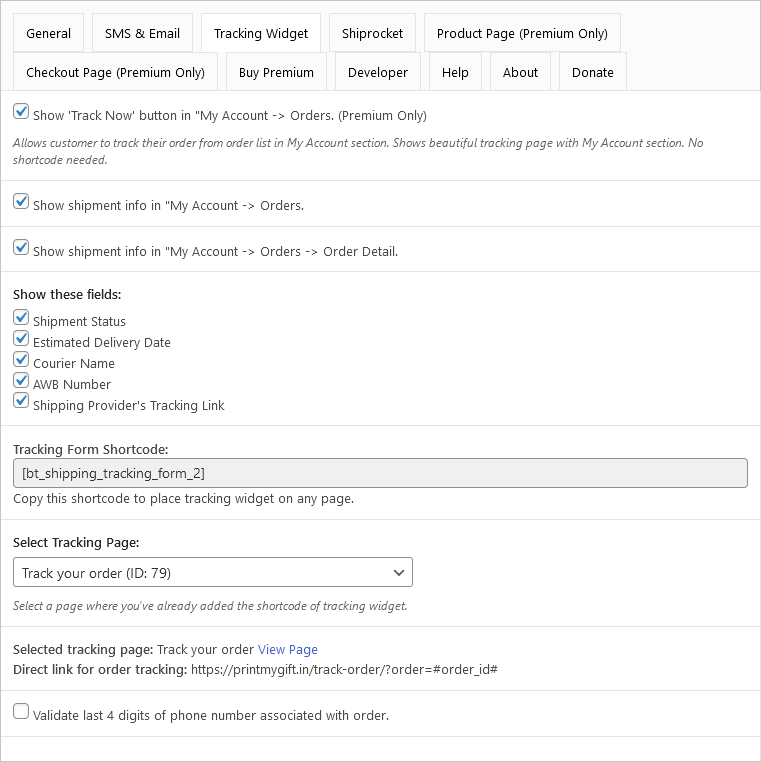 General SMS & Email Tracking Widget Shiprocket Product Page (Premium Only)
Checkout Page (Premium Only) Buy Premium Developer Help About Donate
Show 'Track Now' button in "My Account -> Orders. (Premium Only)
Allows customer to track their order from order list in My Account section. Shows beautiful tracking page with My Account section. No
shortcode needed.
Show shipment info in "My Account -> Orders.
Show shipment info in "My Account -> Orders -> Order Detail.
Show these fields:
Shipment Status
Estimated Delivery Date
Courier Name
AWB Number
Shipping Provider's Tracking Link
Tracking Form Shortcode:
[bt_shipping_tracking_form_2]
Copy this shortcode to place tracking widget on any page.
Select Tracking Page:
Track your order (ID: 79)
Select a page where you've already added the shortcode of tracking widget.
Selected tracking page: Track your order View Page
Direct link for order tracking: https://printmygift.in/track-order/?order=#order_id#
Validate last 4 digits of phone number associated with order.